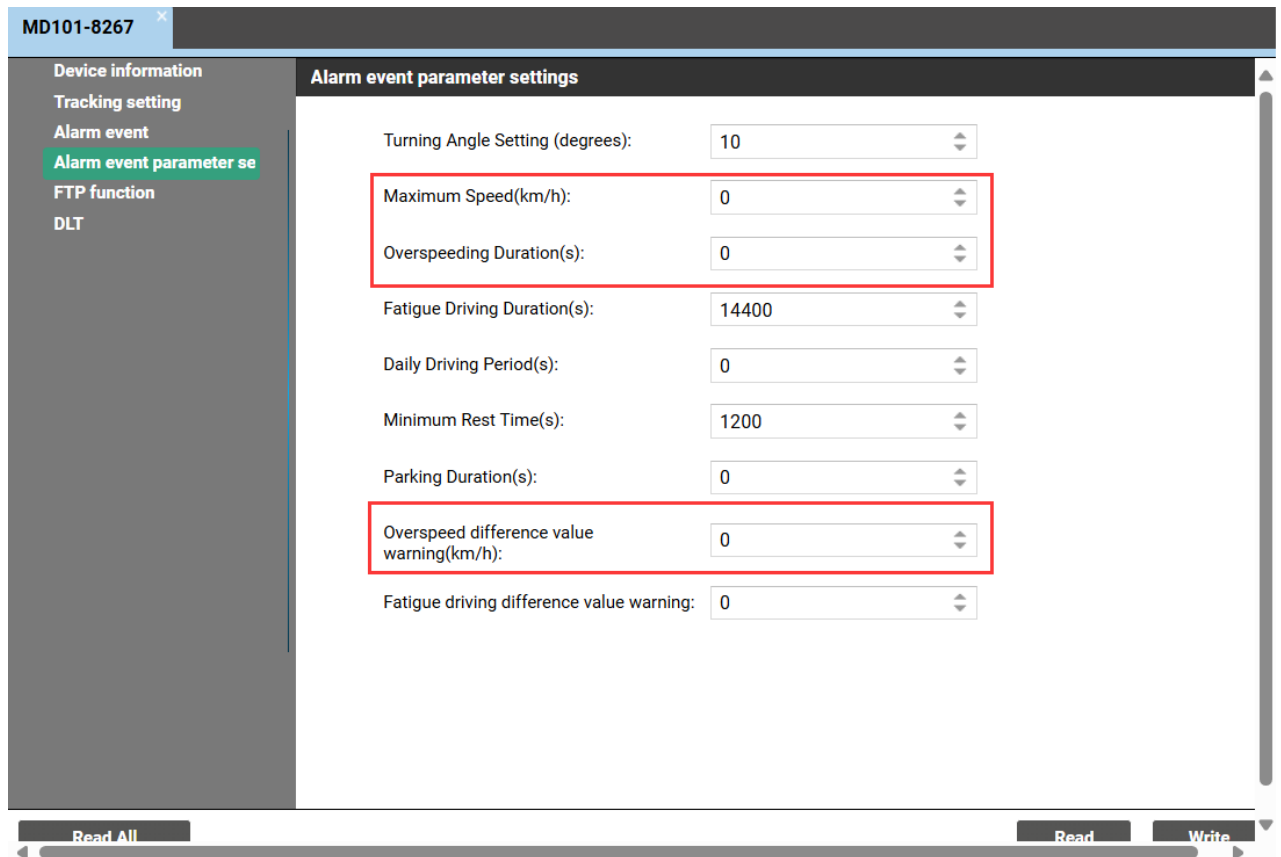 MD101-8267
Device information
Tracking setting
Alarm event
Alarm event parameter se
FTP function
DLT
Alarm event parameter settings
Turning Angle Setting (degrees): 10
Maximum Speed(km/h): 0
Overspeeding Duration(s): 0
Fatigue Driving Duration(s): 14400
Daily Driving Period(s): 0
Minimum Rest Time(s): 1200
Parking Duration(s): 0
Overspeed difference value
warning(km/h): 0
Fatigue driving difference value warning: 0
Read All
Read
Write